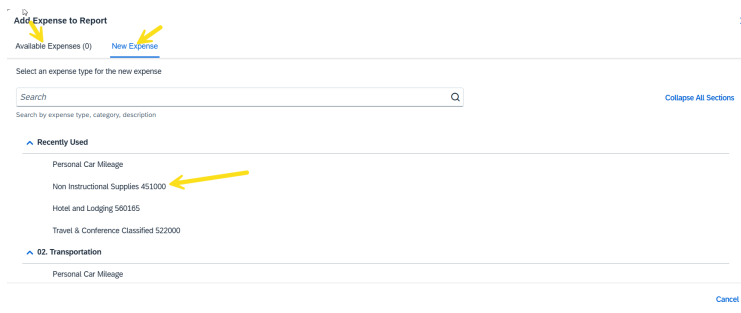 Add Expense to Report
Available Expenses (0) New Expense
Select an expense type for the new expense
Search
Collapse All Sections
Search by expense type, category, description
Recently Used
Personal Car Mileage
Non Instructional Supplies 451000
Hotel and Lodging 560165
Travel & Conference Classified 522000
02. Transportation
Personal Car Mileage
Cancel